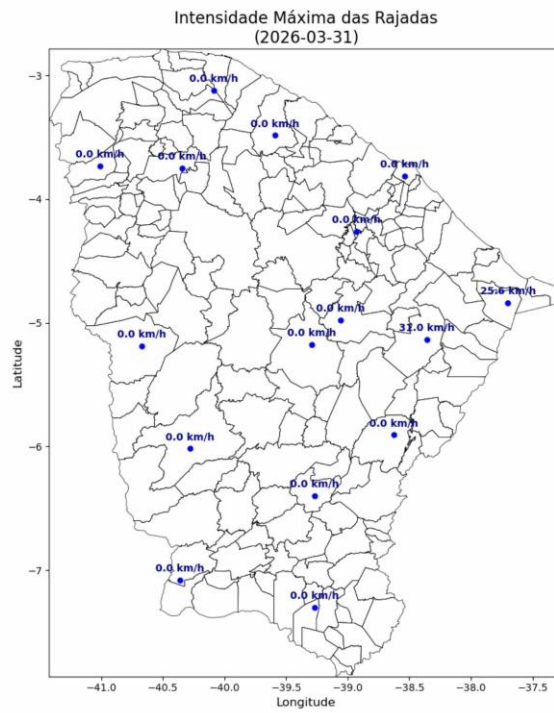 Intensidade Máxima das Rajadas
(2026-03-31)
−3
0.0 km/h
0.0 km/h
0.0 km/h
0.0 km/h
0.0 km/h
−4
0.0 km/h
25.6 km/h
0.0 km/h
−5
0.0 km/h
0.0 km/h
31.0 km/h
Latitude
0.0 km/h
−6
0.0 km/h
0.0 km/h
−7
0.0 km/h
0.0 km/h
−41.0 −40.5 −40.0 −39.5 −39.0 −38.5 −38.0 −37.5
Longitude